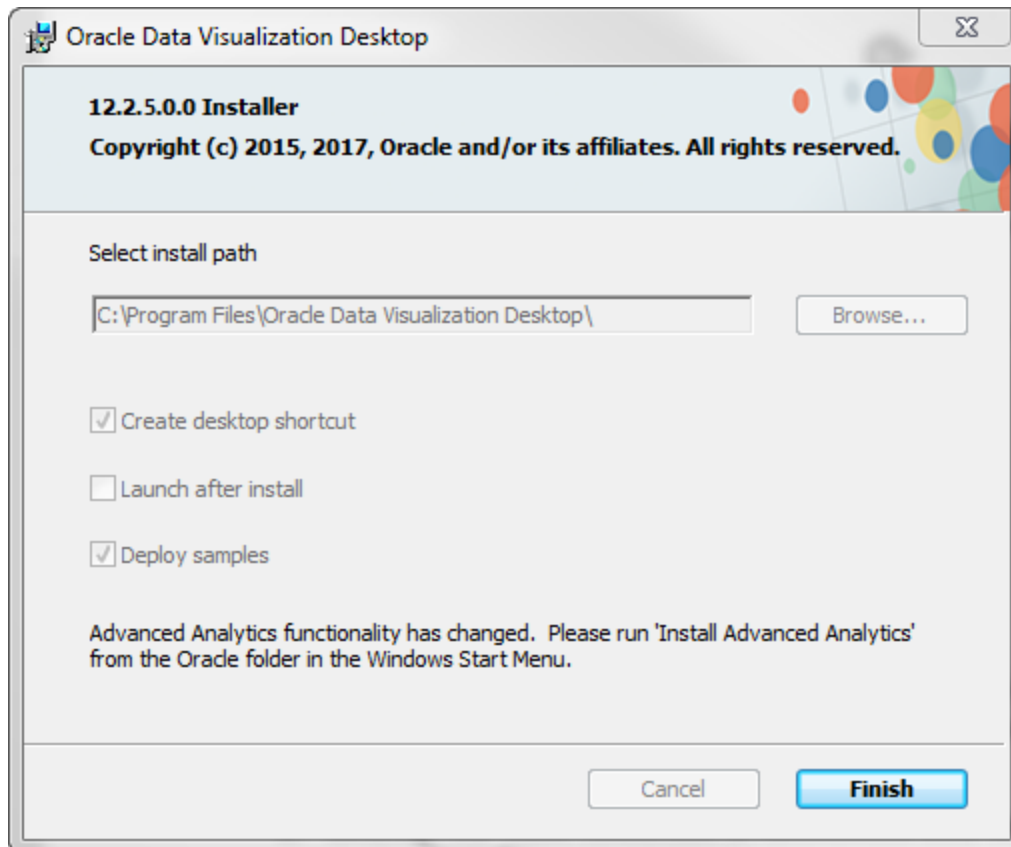 Oracle Data Visualization Desktop
12.2.5.0.0 Installer
Copyright (c) 2015, 2017, Oracle and/or its affiliates. All rights reserved.
Select install path
C:\Program Files\Oracle Data Visualization Desktop\
Browse...
Create desktop shortcut
Launch after install
Deploy samples
Advanced Analytics functionality has changed.  Please run 'Install Advanced Analytics'
from the Oracle folder in the Windows Start Menu.
Cancel
Finish